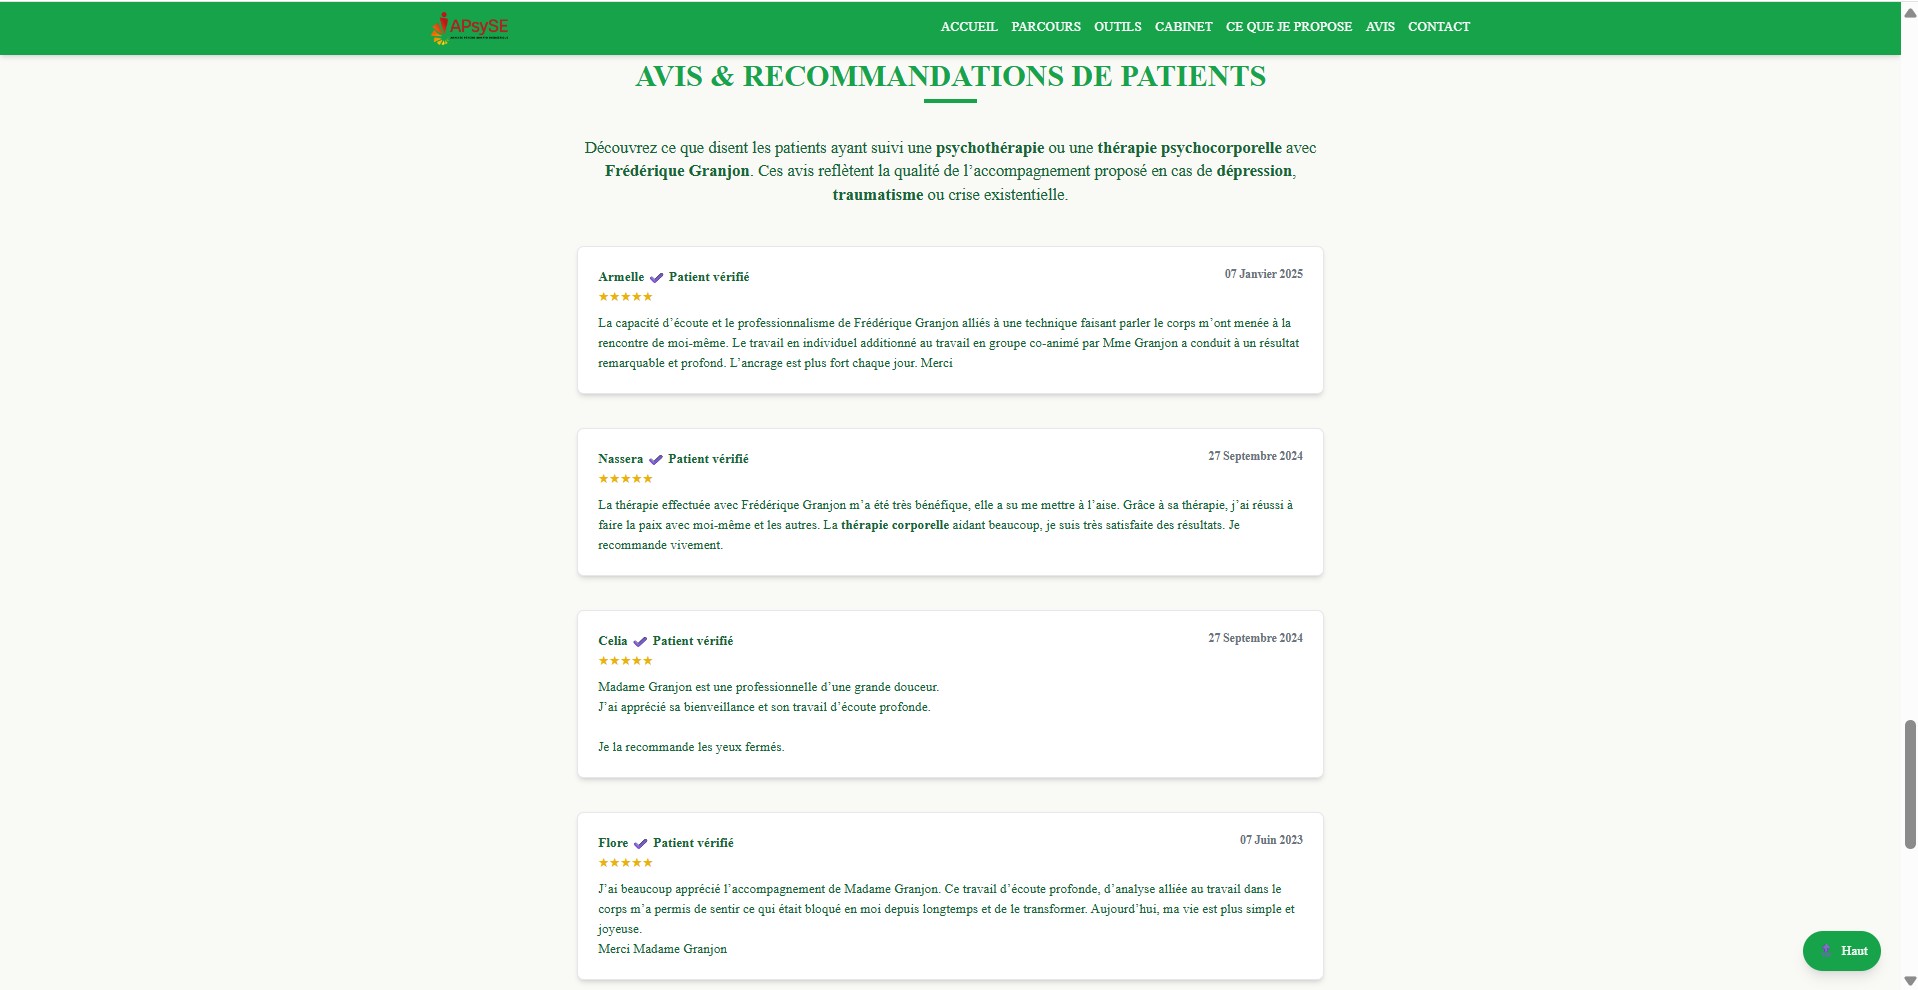 APsySE
ACCUEIL PARCOURS OUTILS CABINET CE QUE JE PROPOSE AVIS CONTACT
AVIS & RECOMMANDATIONS DE PATIENTS
Découvrez ce que disent les patients ayant suivi une psychothérapie ou une thérapie psychocorporelle avec
Frédérique Granjon. Ces avis reflètent la qualité de l’accompagnement proposé en cas de dépression,
traumatisme ou crise existentielle.
Armelle ✔ Patient vérifié
07 Janvier 2025
★★★★★
La capacité d’écoute et le professionnalisme de Frédérique Granjon alliés à une technique faisant parler le corps m’ont menée à la
rencontre de moi-même. Le travail en individuel additionné au travail en groupe co-animé par Mme Granjon a conduit à un résultat
remarquable et profond. L’ancrage est plus fort chaque jour. Merci
Nassera ✔ Patient vérifié
27 Septembre 2024
★★★★★
La thérapie effectuée avec Frédérique Granjon m’a été très bénéfique, elle a su me mettre à l’aise. Grâce à sa thérapie, j’ai réussi à
faire la paix avec moi-même et les autres. La thérapie corporelle aidant beaucoup, je suis très satisfaite des résultats. Je
recommande vivement.
Celia ✔ Patient vérifié
27 Septembre 2024
★★★★★
Madame Granjon est une professionnelle d’une grande douceur.
J’ai apprécié sa bienveillance et son travail d’écoute profonde.
Je la recommande les yeux fermés.
Flore ✔ Patient vérifié
07 Juin 2023
★★★★★
J’ai beaucoup apprécié l’accompagnement de Madame Granjon. Ce travail d’écoute profonde, d’analyse alliée au travail dans le
corps m’a permis de sentir ce qui était bloqué en moi depuis longtemps et de le transformer. Aujourd’hui, ma vie est plus simple et
joyeuse.
Merci Madame Granjon
Haut